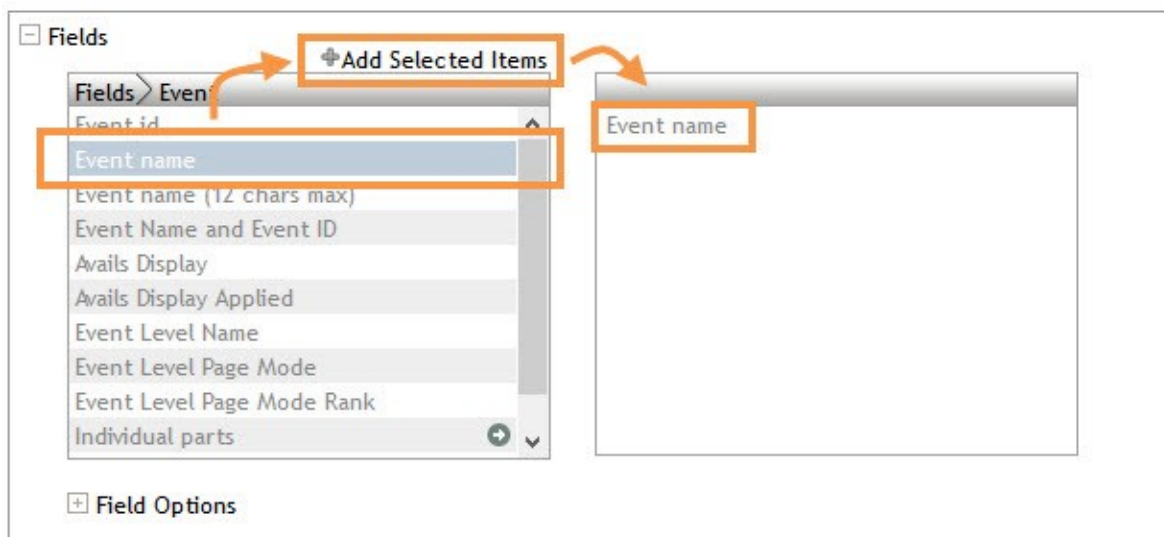 Fields
Add Selected Items
Fields Event
Event id
Event name
Event name
Event name (12 chars max)
Event Name and Event ID
Avails Display
Avails Display Applied
Event Level Name
Event Level Page Mode
Event Level Page Mode Rank
Individual parts
Field Options